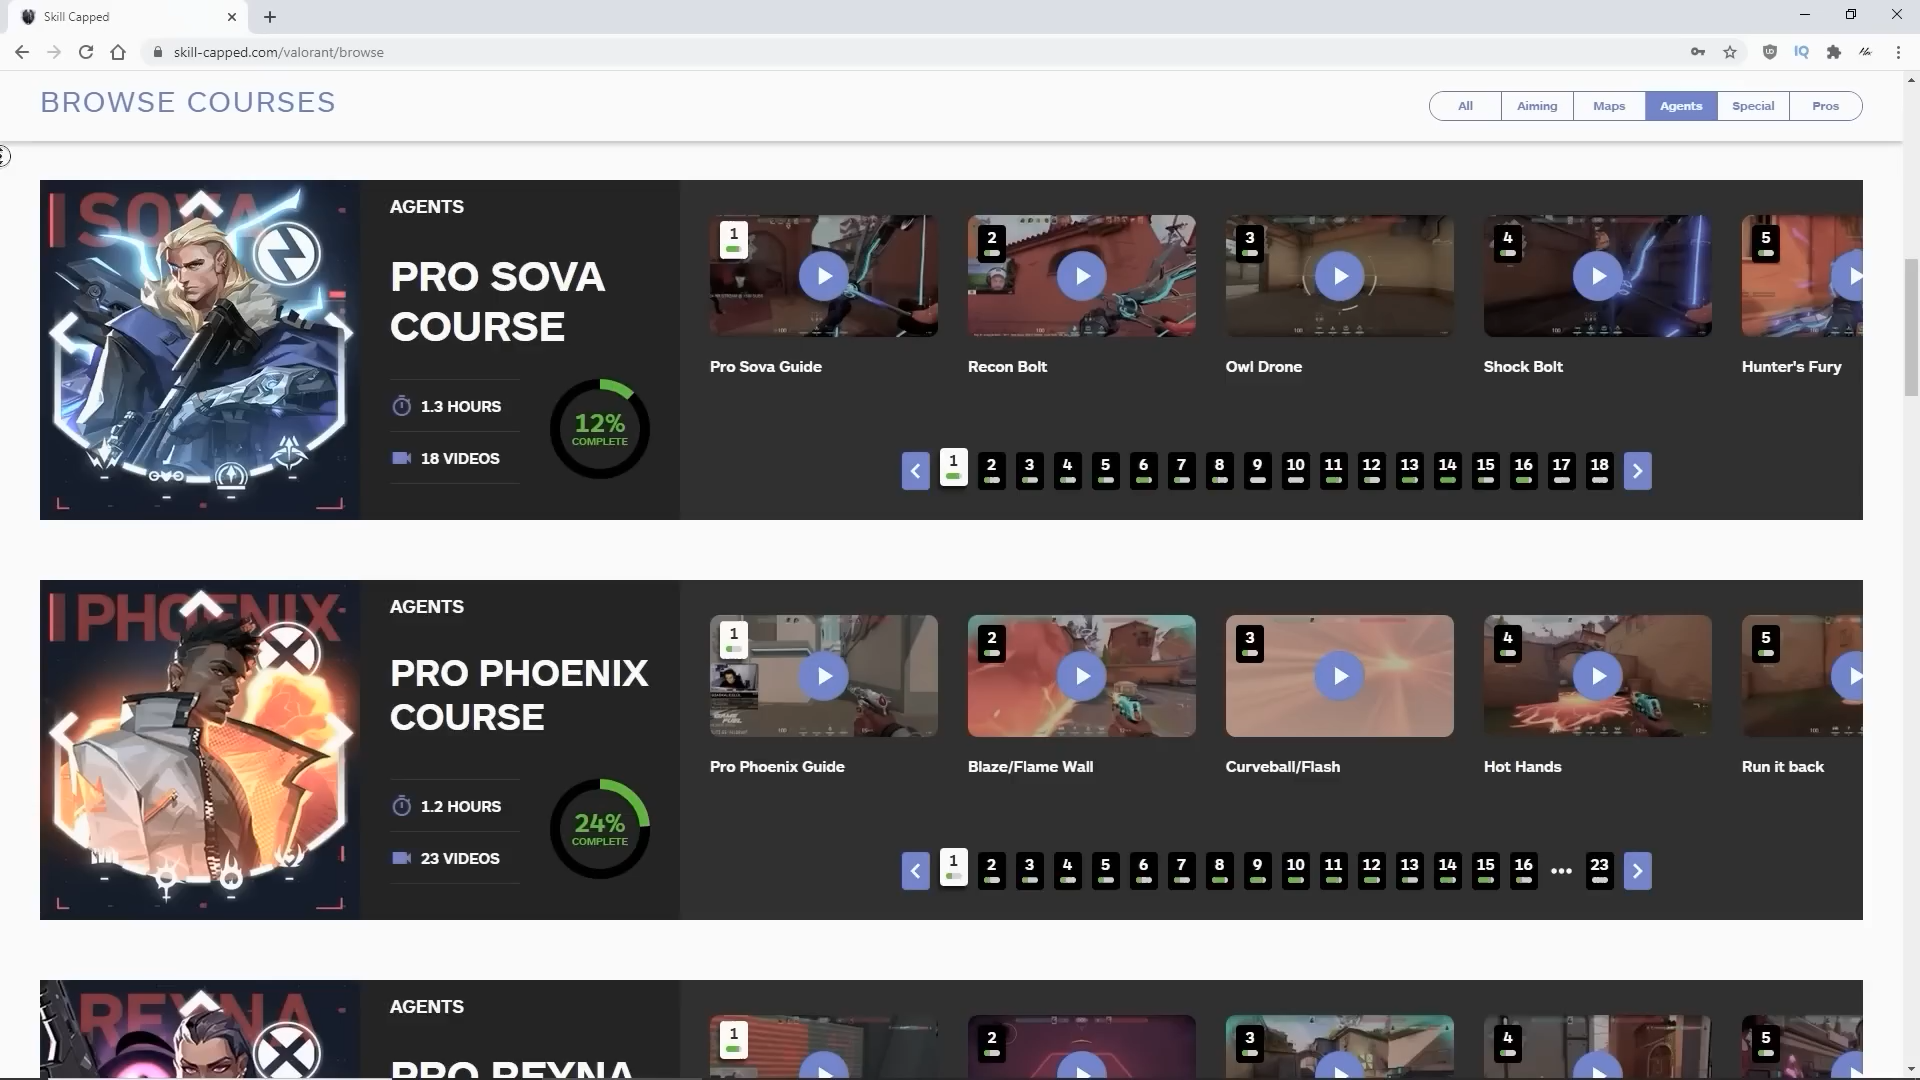 Skill Capped
skill-capped.com/valorant/browse
BROWSE COURSES
All
Aiming
Maps
Agents
Special
Pros
SOVA
AGENTS
PRO SOVA
COURSE
1.3 HOURS
18 VIDEOS
12%
COMPLETE
1
2
3
4
5
Pro Sova Guide
Recon Bolt
Owl Drone
Shock Bolt
Hunter's Fury
1 2 3 4 5 6 7 8 9 10 11 12 13 14 15 16 17 18
PHOENIX
AGENTS
PRO PHOENIX
COURSE
1.2 HOURS
23 VIDEOS
24%
COMPLETE
1
2
3
4
5
Pro Phoenix Guide
Blaze/Flame Wall
Curveball/Flash
Hot Hands
Run it back
1 2 3 4 5 6 7 8 9 10 11 12 13 14 15 16 ••• 23
REYNA
AGENTS
PRO REYNA
1
2
3
4
5